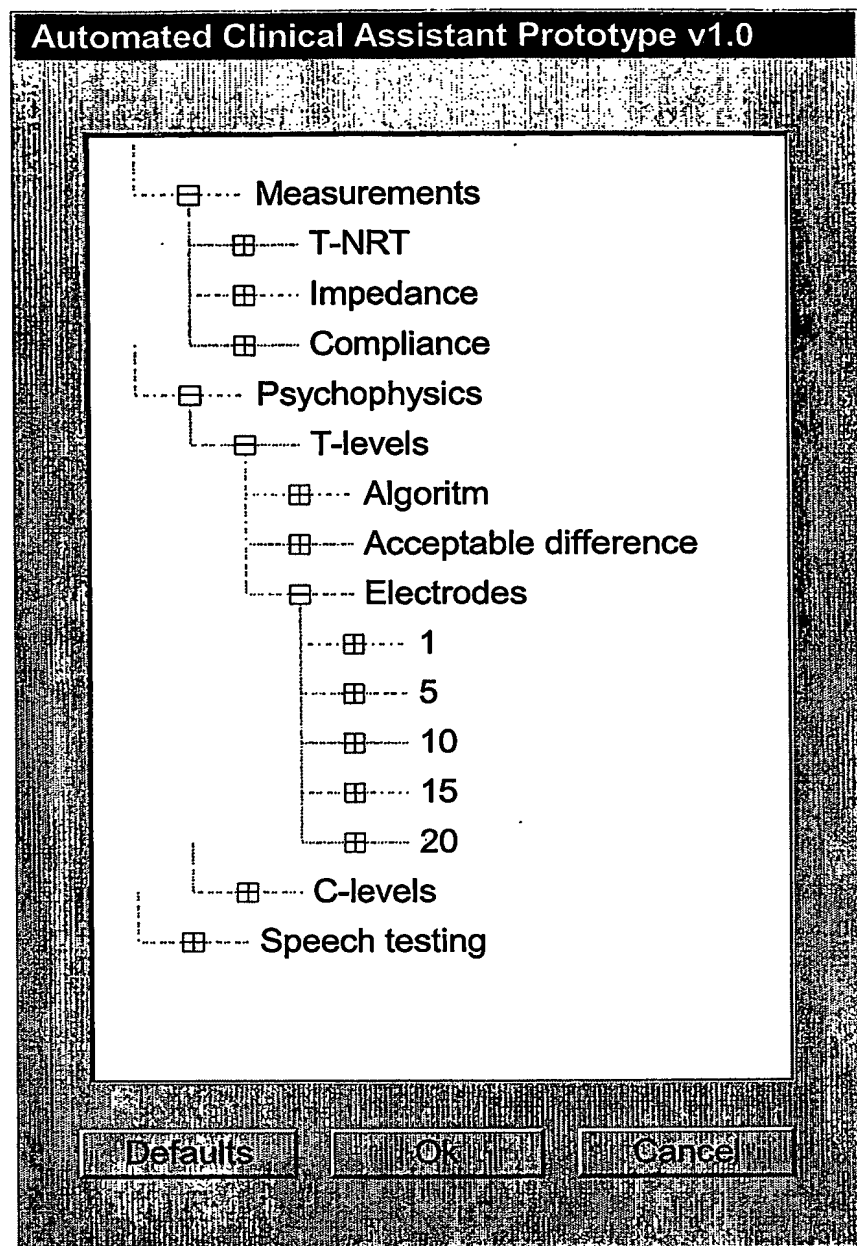 Automated Clinical Assistant Prototype v1.0
Measurements
T-NRT
Impedance
Compliance
Psychophysics
T-levels
Algoritm
Acceptable difference
Electrodes
1
5
10
15
20
C-levels
Speech testing
Defaults Ok Cancel